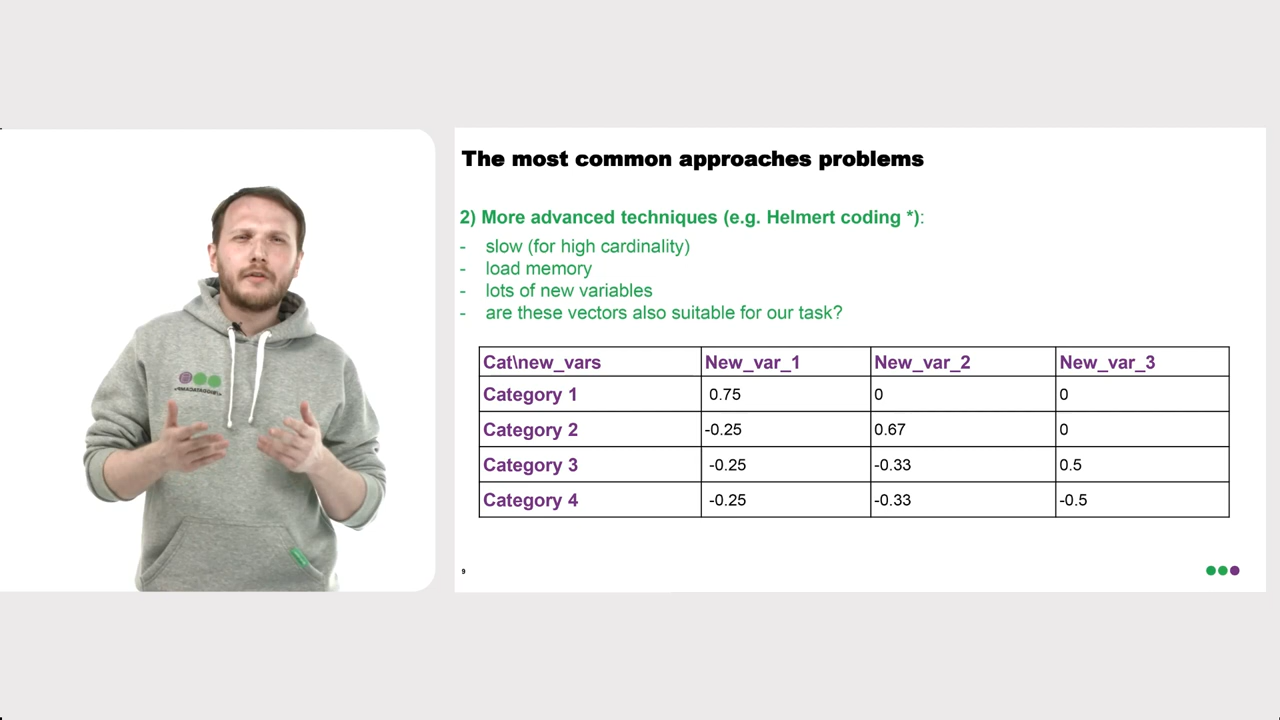 The most common approaches problems
2) More advanced techniques (e.g. Helmert coding *):
- slow (for high cardinality)
- load memory
- lots of new variables
- are these vectors also suitable for our task?
Cat\new_vars New_var_1 New_var_2 New_var_3
Category 1 0.75 0 0
Category 2 -0.25 0.67 0
Category 3 -0.25 -0.33 0.5
Category 4 -0.25 -0.33 -0.5
9